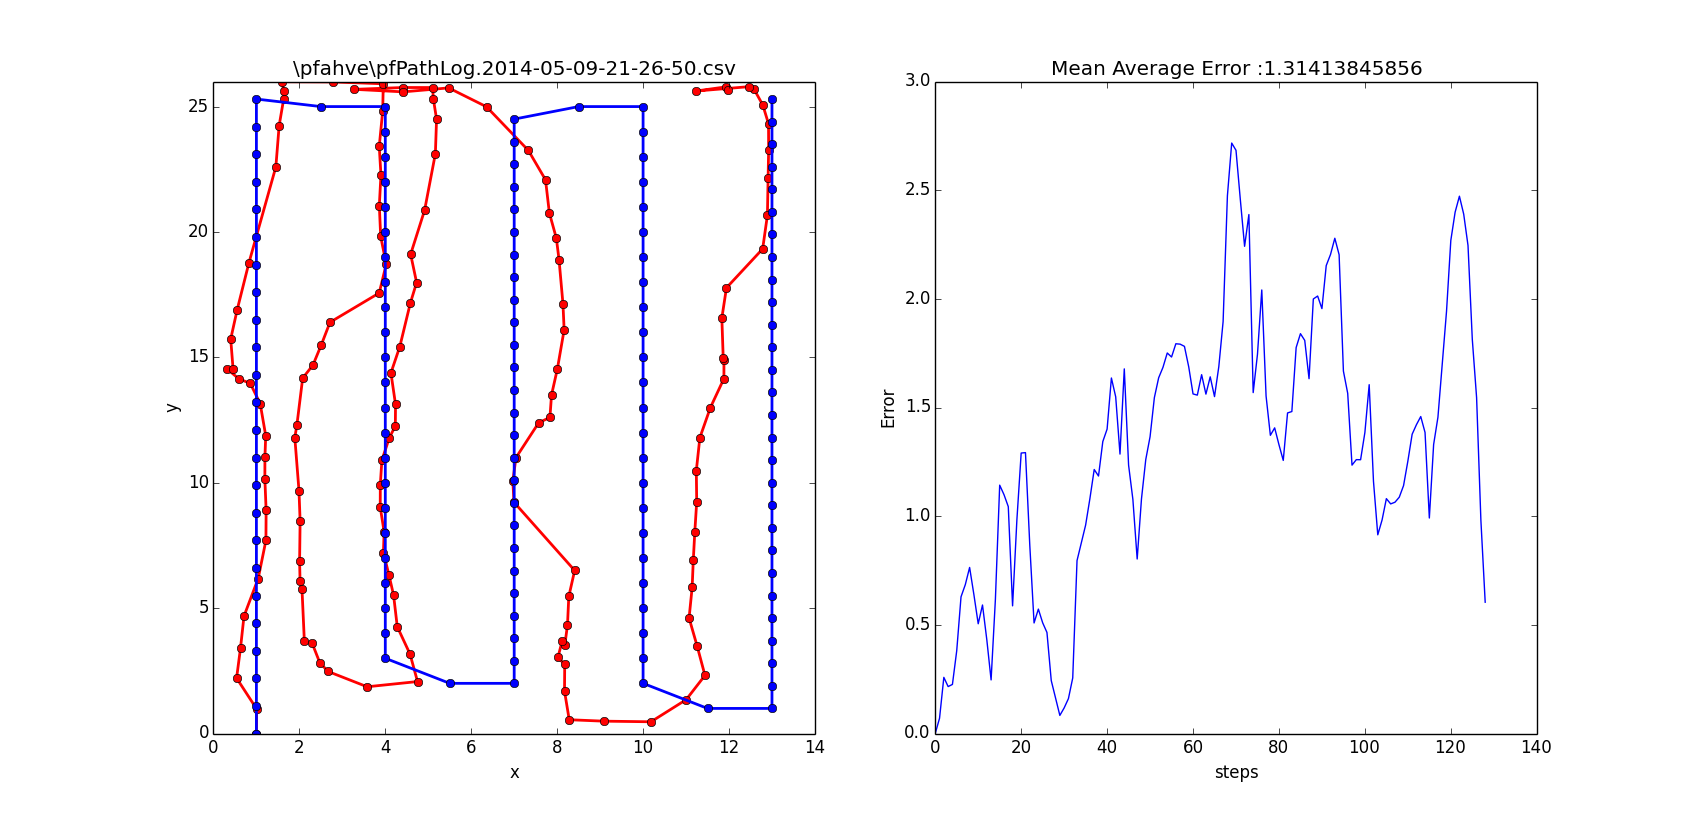 \pfahve\pfPathLog.2014-05-09-21-26-50.csv
25
20
15
10
5
0
y
0 2 4 6 8 10 12 14
x
Mean Average Error :1.31413845856
3.0
2.5
2.0
1.5
1.0
0.5
0.0
Error
0 20 40 60 80 100 120 140
steps